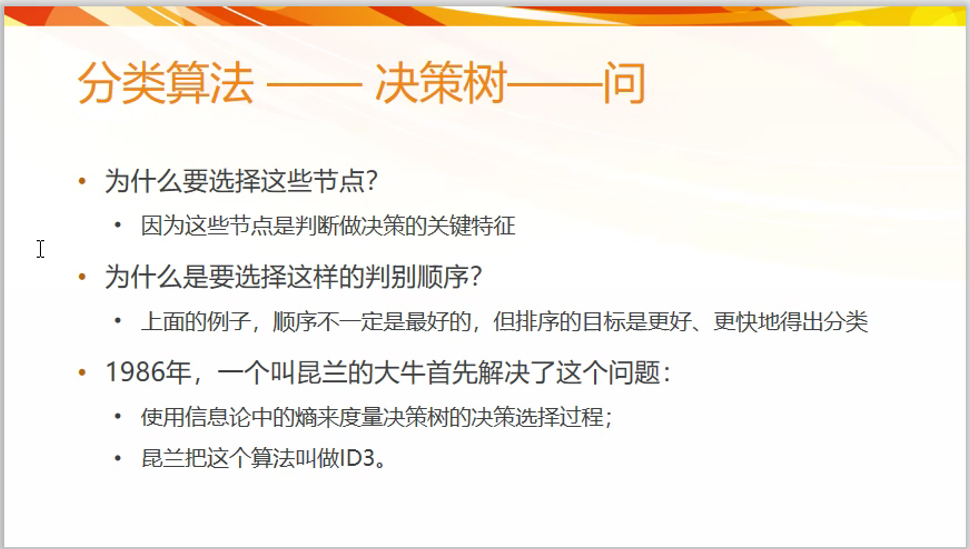 分类算法 —— 决策树——问
• 为什么要选择这些节点？
• 因为这些节点是判断做决策的关键特征
• 为什么是要选择这样的判别顺序？
• 上面的例子，顺序不一定是最好的，但排序的目标是更好、更快地得出分类
• 1986年，一个叫昆兰的大牛首先解决了这个问题：
• 使用信息论中的熵来度量决策树的决策选择过程；
• 昆兰把这个算法叫做ID3。